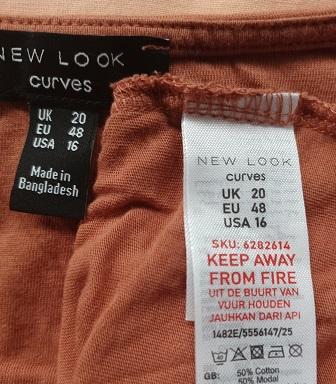 NEW LOOK
curves
UK 20
EU 48
USA 16
Made in
Bangladesh
NEW LOOK
curves
UK 20
EU 48
USA 16
SKU: 6282614
KEEP AWAY
FROM FIRE
UIT DE BUURT VAN
VUUR HOUDEN
JAUHKAN DARI API
1482E/5556147/25
40
GB: 50% Cotton
50% Modal